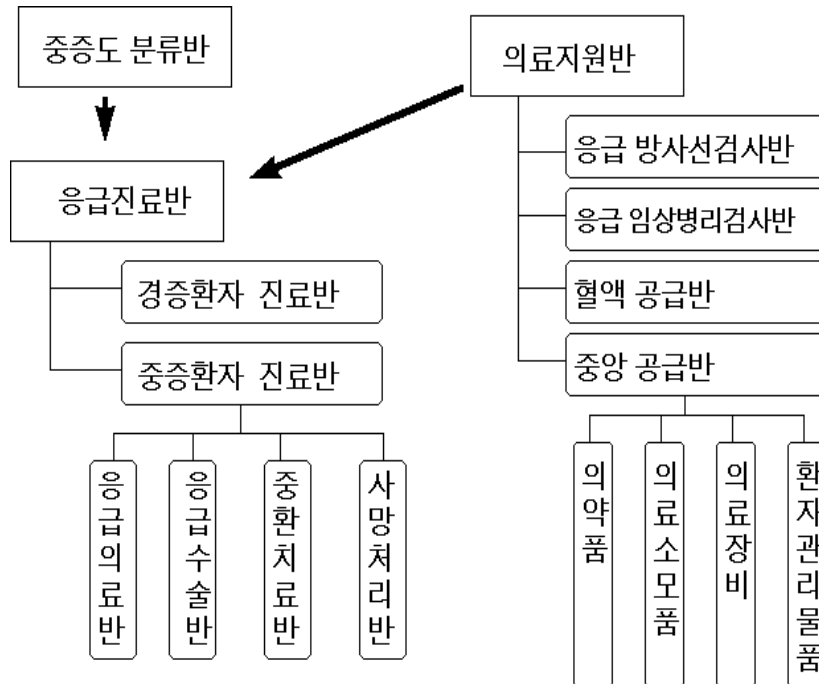 중증도 분류반
의료지원반
응급진료반
응급 방사선검사반
응급 임상병리검사반
혈액 공급반
중앙 공급반
경증환자 진료반
중증환자 진료반
응급의료반
응급수술반
중환치료반
사망처리반
의약품
의료소모품
의료장비
환자관리물품